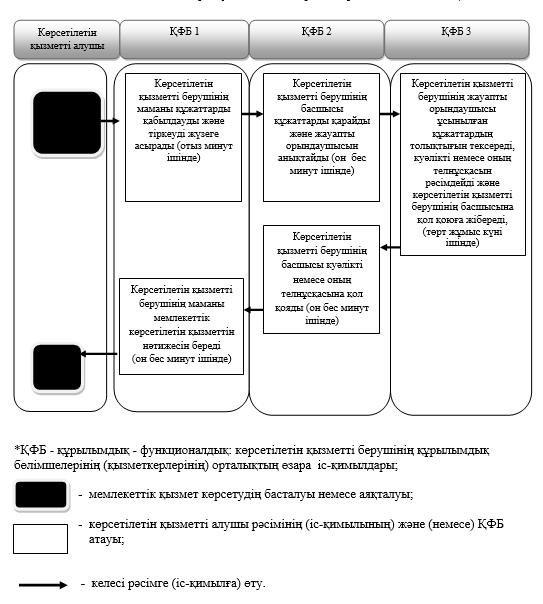 Көрсетілетін
қызметті алушы
ҚФБ 1
ҚФБ 2
ҚФБ 3
Көрсетілетін
қызметті берушінің
маманы құжаттарды
қабылдауды және
тіркеуді жүзеге
асырады (отыз минут
ішінде)
Көрсетілетін
қызметті берушінің
басшысы
құжаттарды қарайды
және жауапты
орындаушысын
анықтайды (он бес
минут ішінде)
Көрсетілетін қызметті
берушінің жауапты
орындаушысы
ұсынылған
құжаттардың
толықтығын тексереді,
куәлікті немесе оның
телнұсқасын
рәсімдейді және
көрсетілетін қызметті
берушінің басшысына
қол қоюға жібереді,
(төрт жұмыс күні
ішінде)
Көрсетілетін
қызметті берушінің
басшысы куәлікті
немесе оның
телнұсқасына қол
қояды (он бес минут
ішінде)
Көрсетілетін қызметті
берушінің маманы
мемлекеттік
көрсетілетін қызметтін
нәтижесін береді
(он бес минут ішінде)
*ҚФБ - құрылымдық - функционалдық: көрсетілетін қызметті берушінің құрылымдық
бөлімшелерінің (қызметкерлерінің) орталықтың өзара іс-қимылдары;
- мемлекеттік қызмет көрсетудің басталуы немесе аяқталуы;
- көрсетілетін қызметті алушы рәсімінің (іс-қимылының) және (немесе) ҚФБ
атауы;
- келесі рәсімге (іс-қимылға) өту.